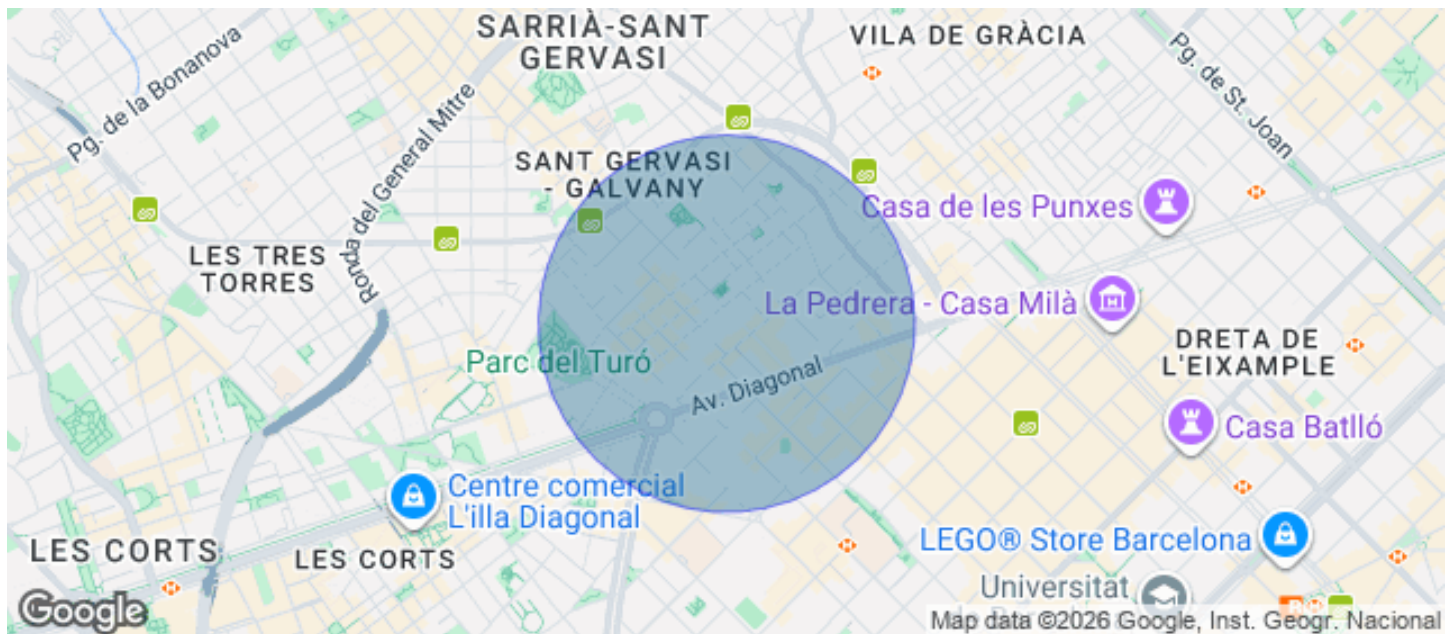 SARRIÀ-SANT
GERVASI
VILA DE GRÀCIA
Pg. de la Bonanova
Ronda del General Mitre
Pg. de St. Joan
SANT GERVASI
- GALVANY
Casa de les Punxes
LES TRES
TORRES
La Pedrera - Casa Milà
DRETA DE
L'EIXAMPLE
Parc del Turó
Av. Diagonal
Casa Batlló
Centre comercial
L'illa Diagonal
LES CORTS
LES CORTS
LEGO® Store Barcelona
Universitat
Google
Map data ©2026 Google, Inst. Geogr. Nacional